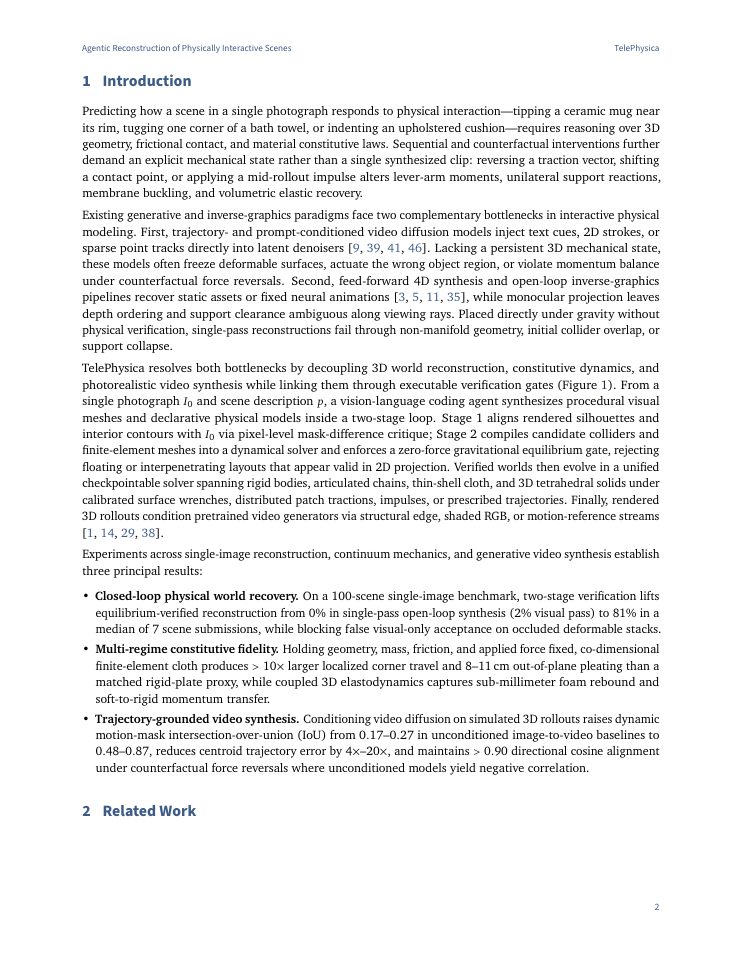 Agentic Reconstruction of Physically Interactive Scenes
TelePhysica
1 Introduction
Predicting how a scene in a single photograph responds to physical interaction—tipping a ceramic mug near
its rim, tugging one corner of a bath towel, or indenting an upholstered cushion—requires reasoning over 3D
geometry, frictional contact, and material constitutive laws. Sequential and counterfactual interventions further
demand an explicit mechanical state rather than a single synthesized clip: reversing a traction vector, shifting
a contact point, or applying a mid-rollout impulse alters lever-arm moments, unilateral support reactions,
membrane buckling, and volumetric elastic recovery.
Existing generative and inverse-graphics paradigms face two complementary bottlenecks in interactive physical
modeling. First, trajectory- and prompt-conditioned video diffusion models inject text cues, 2D strokes, or
sparse point tracks directly into latent denoisers [9, 39, 41, 46]. Lacking a persistent 3D mechanical state,
these models often freeze deformable surfaces, actuate the wrong object region, or violate momentum balance
under counterfactual force reversals. Second, feed-forward 4D synthesis and open-loop inverse-graphics
pipelines recover static assets or fixed neural animations [3, 5, 11, 35], while monocular projection leaves
depth ordering and support clearance ambiguous along viewing rays. Placed directly under gravity without
physical verification, single-pass reconstructions fail through non-manifold geometry, initial collider overlap, or
support collapse.
TelePhysica resolves both bottlenecks by decoupling 3D world reconstruction, constitutive dynamics, and
photorealistic video synthesis while linking them through executable verification gates (Figure 1). From a
single photograph I0 and scene description p, a vision-language coding agent synthesizes procedural visual
meshes and declarative physical models inside a two-stage loop. Stage 1 aligns rendered silhouettes and
interior contours with I0 via pixel-level mask-difference critique; Stage 2 compiles candidate colliders and
finite-element meshes into a dynamical solver and enforces a zero-force gravitational equilibrium gate, rejecting
floating or interpenetrating layouts that appear valid in 2D projection. Verified worlds then evolve in a unified
checkpointable solver spanning rigid bodies, articulated chains, thin-shell cloth, and 3D tetrahedral solids under
calibrated surface wrenches, distributed patch tractions, impulses, or prescribed trajectories. Finally, rendered
3D rollouts condition pretrained video generators via structural edge, shaded RGB, or motion-reference streams
[1, 14, 29, 38].
Experiments across single-image reconstruction, continuum mechanics, and generative video synthesis establish
three principal results:
• Closed-loop physical world recovery. On a 100-scene single-image benchmark, two-stage verification lifts
equilibrium-verified reconstruction from 0% in single-pass open-loop synthesis (2% visual pass) to 81% in a
median of 7 scene submissions, while blocking false visual-only acceptance on occluded deformable stacks.
• Multi-regime constitutive fidelity. Holding geometry, mass, friction, and applied force fixed, co-dimensional
finite-element cloth produces > 10× larger localized corner travel and 8–11 cm out-of-plane pleating than a
matched rigid-plate proxy, while coupled 3D elastodynamics captures sub-millimeter foam rebound and
soft-to-rigid momentum transfer.
• Trajectory-grounded video synthesis. Conditioning video diffusion on simulated 3D rollouts raises dynamic
motion-mask intersection-over-union (IoU) from 0.17–0.27 in unconditioned image-to-video baselines to
0.48–0.87, reduces centroid trajectory error by 4×–20×, and maintains > 0.90 directional cosine alignment
under counterfactual force reversals where unconditioned models yield negative correlation.
2 Related Work
2